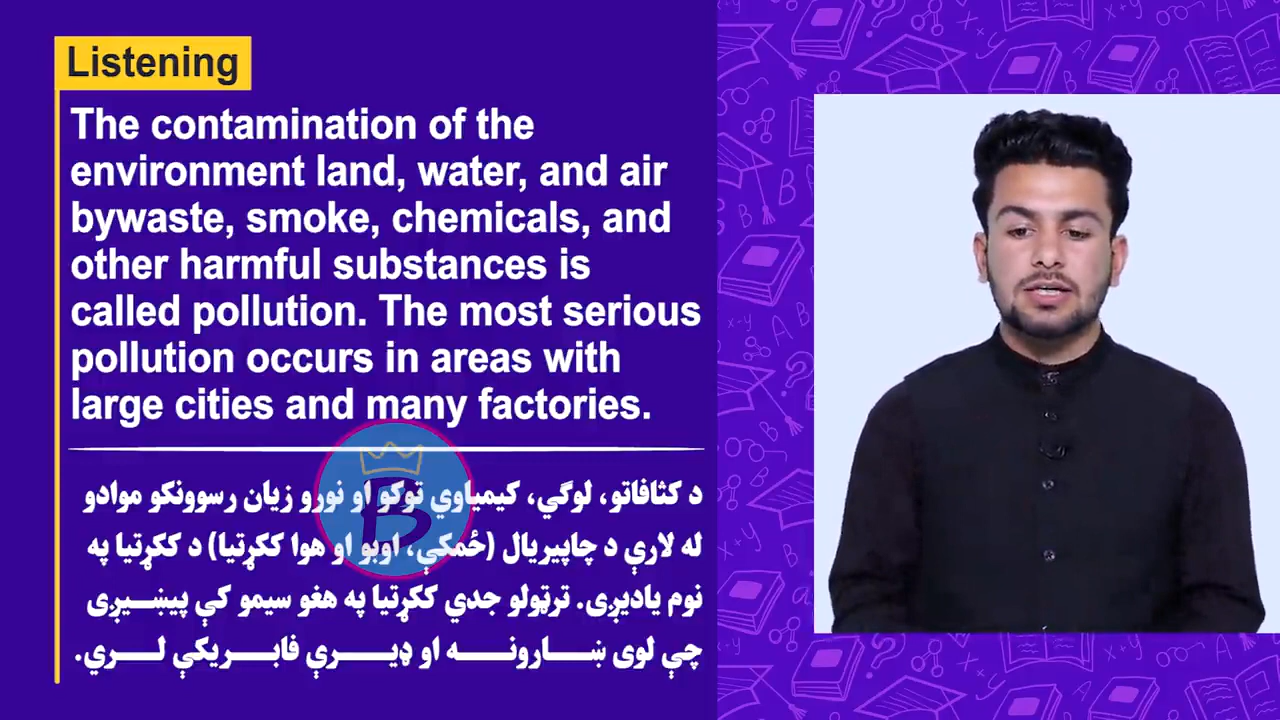 Listening
The contamination of the
environment land, water, and air
bywaste, smoke, chemicals, and
other harmful substances is
called pollution. The most serious
pollution occurs in areas with
large cities and many factories.
د کثافاتو، لوګي، کیمیاوي توکو او نورو زیان رسوونکو موادو
له لارې د چاپیریال (ځمکې، اوبو او هوا ککړتیا) د ککړتیا په
نوم یادیږی. ترټولو جدي ککړتیا په هغو سیمو کې پیښیږی
چې لوی ښارونه او ډیرې فابریکې لري.
B